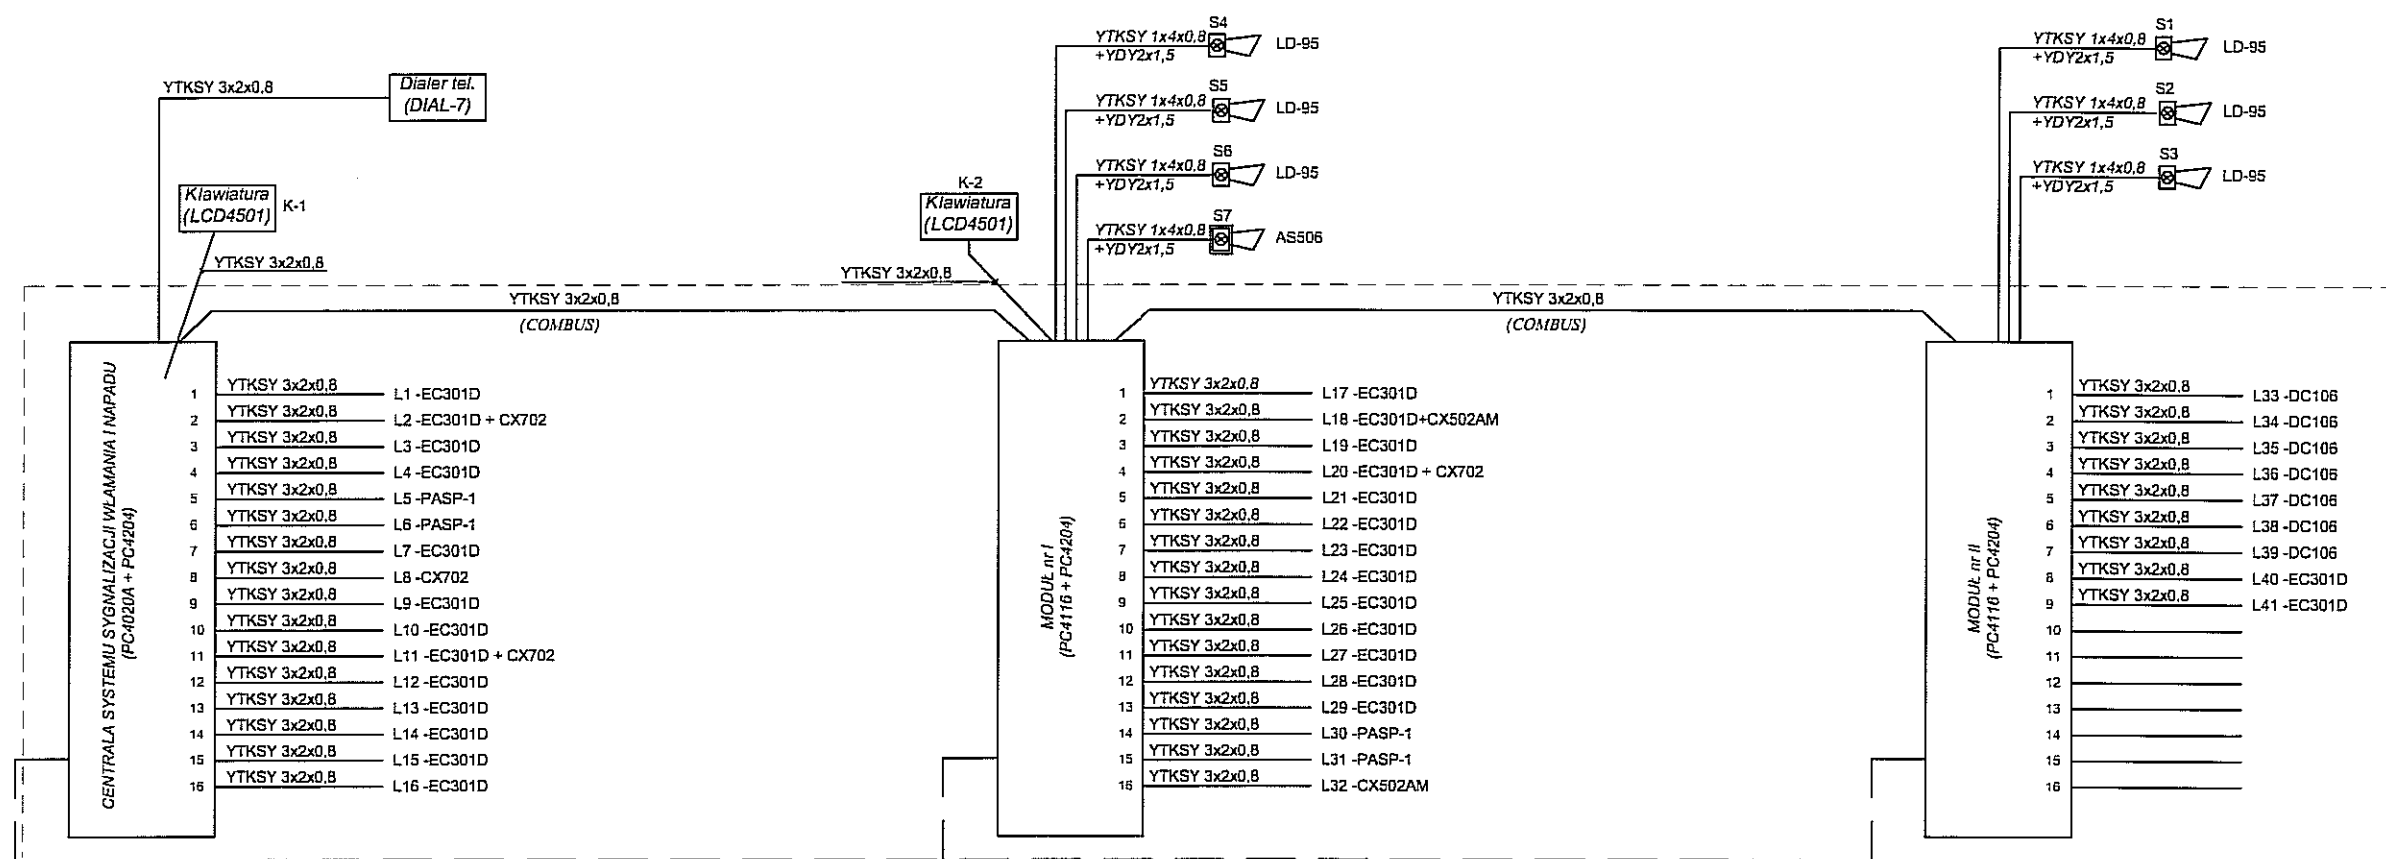 YTKSY 3x2x0,8
Dialer tel.
(DIAL-7)
Klawiatura
(LCD4501)
K-1
YTKSY 3x2x0,8
K-2
Klawiatura
(LCD4501)
YTKSY 3x2x0,8
S4
YTKSY 1x4x0,8
+YDY2x1,5
LD-95
S5
YTKSY 1x4x0,8
+YDY2x1,5
LD-95
S6
YTKSY 1x4x0,8
+YDY2x1,5
LD-95
S7
YTKSY 1x4x0,8
+YDY2x1,5
AS506
S1
YTKSY 1x4x0,8
+YDY2x1,5
LD-95
S2
YTKSY 1x4x0,8
+YDY2x1,5
LD-95
S3
YTKSY 1x4x0,8
+YDY2x1,5
LD-95
YTKSY 3x2x0,8
(COMBUS)
YTKSY 3x2x0,8
(COMBUS)
CENTRALA SYSTEMU SYGNALIZACJI WŁAMANIA I NAPADU
(PC4020A + PC4204)
1 YTKSY 3x2x0,8 L1 -EC301D
2 YTKSY 3x2x0,8 L2 -EC301D + CX702
3 YTKSY 3x2x0,8 L3 -EC301D
4 YTKSY 3x2x0,8 L4 -EC301D
5 YTKSY 3x2x0,8 L5 -PASP-1
6 YTKSY 3x2x0,8 L6 -PASP-1
7 YTKSY 3x2x0,8 L7 -EC301D
8 YTKSY 3x2x0,8 L8 -CX702
9 YTKSY 3x2x0,8 L9 -EC301D
10 YTKSY 3x2x0,8 L10 -EC301D
11 YTKSY 3x2x0,8 L11 -EC301D + CX702
12 YTKSY 3x2x0,8 L12 -EC301D
13 YTKSY 3x2x0,8 L13 -EC301D
14 YTKSY 3x2x0,8 L14 -EC301D
15 YTKSY 3x2x0,8 L15 -EC301D
16 YTKSY 3x2x0,8 L16 -EC301D
MODUŁ nr I
(PC4116 + PC4204)
1 YTKSY 3x2x0,8 L17 -EC301D
2 YTKSY 3x2x0,8 L18 -EC301D+CX502AM
3 YTKSY 3x2x0,8 L19 -EC301D
4 YTKSY 3x2x0,8 L20 -EC301D + CX702
5 YTKSY 3x2x0,8 L21 -EC301D
6 YTKSY 3x2x0,8 L22 -EC301D
7 YTKSY 3x2x0,8 L23 -EC301D
8 YTKSY 3x2x0,8 L24 -EC301D
9 YTKSY 3x2x0,8 L25 -EC301D
10 YTKSY 3x2x0,8 L26 -EC301D
11 YTKSY 3x2x0,8 L27 -EC301D
12 YTKSY 3x2x0,8 L28 -EC301D
13 YTKSY 3x2x0,8 L29 -EC301D
14 YTKSY 3x2x0,8 L30 -PASP-1
15 YTKSY 3x2x0,8 L31 -PASP-1
16 YTKSY 3x2x0,8 L32 -CX502AM
MODUŁ nr II
(PC4116 + PC4204)
1 YTKSY 3x2x0,8 L33 -DC106
2 YTKSY 3x2x0,8 L34 -DC106
3 YTKSY 3x2x0,8 L35 -DC106
4 YTKSY 3x2x0,8 L36 -DC106
5 YTKSY 3x2x0,8 L37 -DC106
6 YTKSY 3x2x0,8 L38 -DC106
7 YTKSY 3x2x0,8 L39 -DC106
8 YTKSY 3x2x0,8 L40 -EC301D
9 YTKSY 3x2x0,8 L41 -EC301D
10
11
12
13
14
15
16